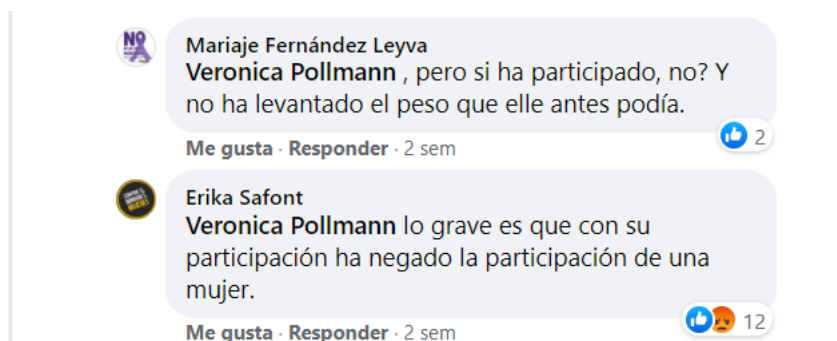 NO
Mariaje Fernández Leyva
Veronica Pollmann , pero si ha participado, no? Y
no ha levantado el peso que elle antes podía.
2
Me gusta · Responder · 2 sem
Erika Safont
Veronica Pollmann lo grave es que con su
participación ha negado la participación de una
mujer.
12
Me gusta · Responder · 2 sem